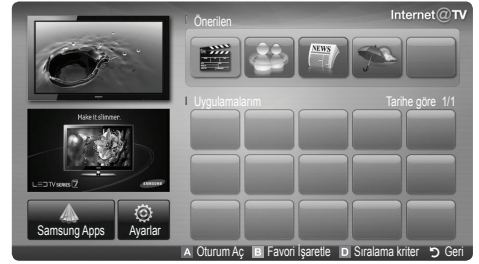 Internet@TV
Önerilen
NEWS
Uygulamalarım
Tarihe göre 1/1
Make it slimmer.
LED TV SERIES 7
SAMSUNG
Samsung Apps
Ayarlar
A Oturum Aç B Favori İşaretle D Sıralama kriter Geri